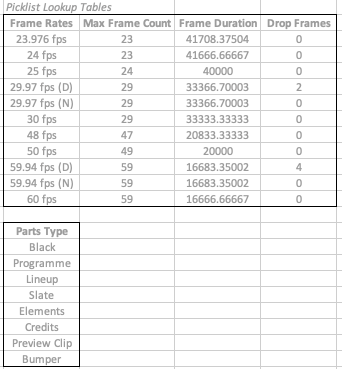 Picklist Lookup Tables
Frame Rates Max Frame Count Frame Duration Drop Frames
23.976 fps 23 41708.37504 0
24 fps 23 41666.66667 0
25 fps 24 40000 0
29.97 fps (D) 29 33366.70003 2
29.97 fps (N) 29 33366.70003 0
30 fps 29 33333.33333 0
48 fps 47 20833.33333 0
50 fps 49 20000 0
59.94 fps (D) 59 16683.35002 4
59.94 fps (N) 59 16683.35002 0
60 fps 59 16666.66667 0
Parts Type
Black
Programme
Lineup
Slate
Elements
Credits
Preview Clip
Bumper